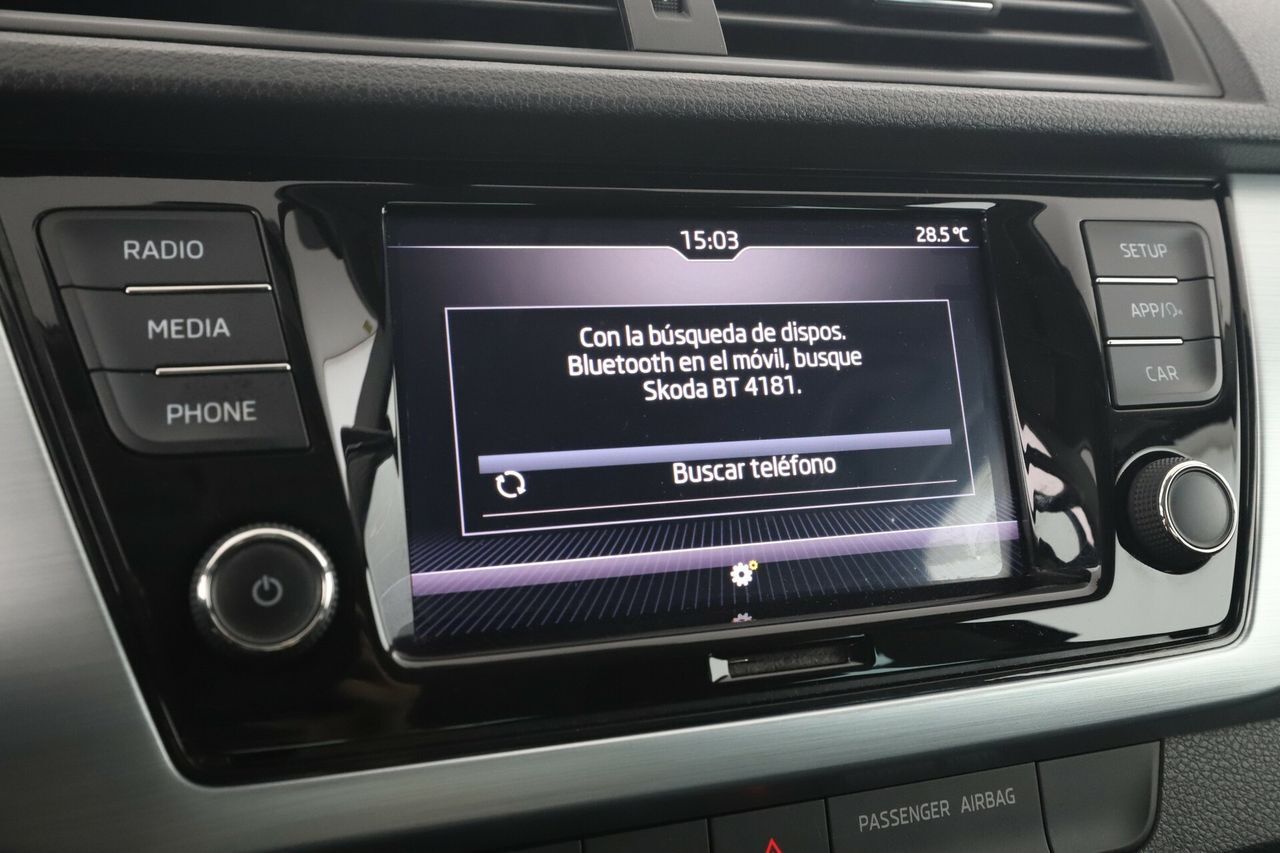 15:03
28.5 °C
RADIO
MEDIA
PHONE
Con la búsqueda de dispos.
Bluetooth en el móvil, busque
Skoda BT 4181.
Buscar teléfono
SETUP
APP/
CAR
PASSENGER AIRBAG